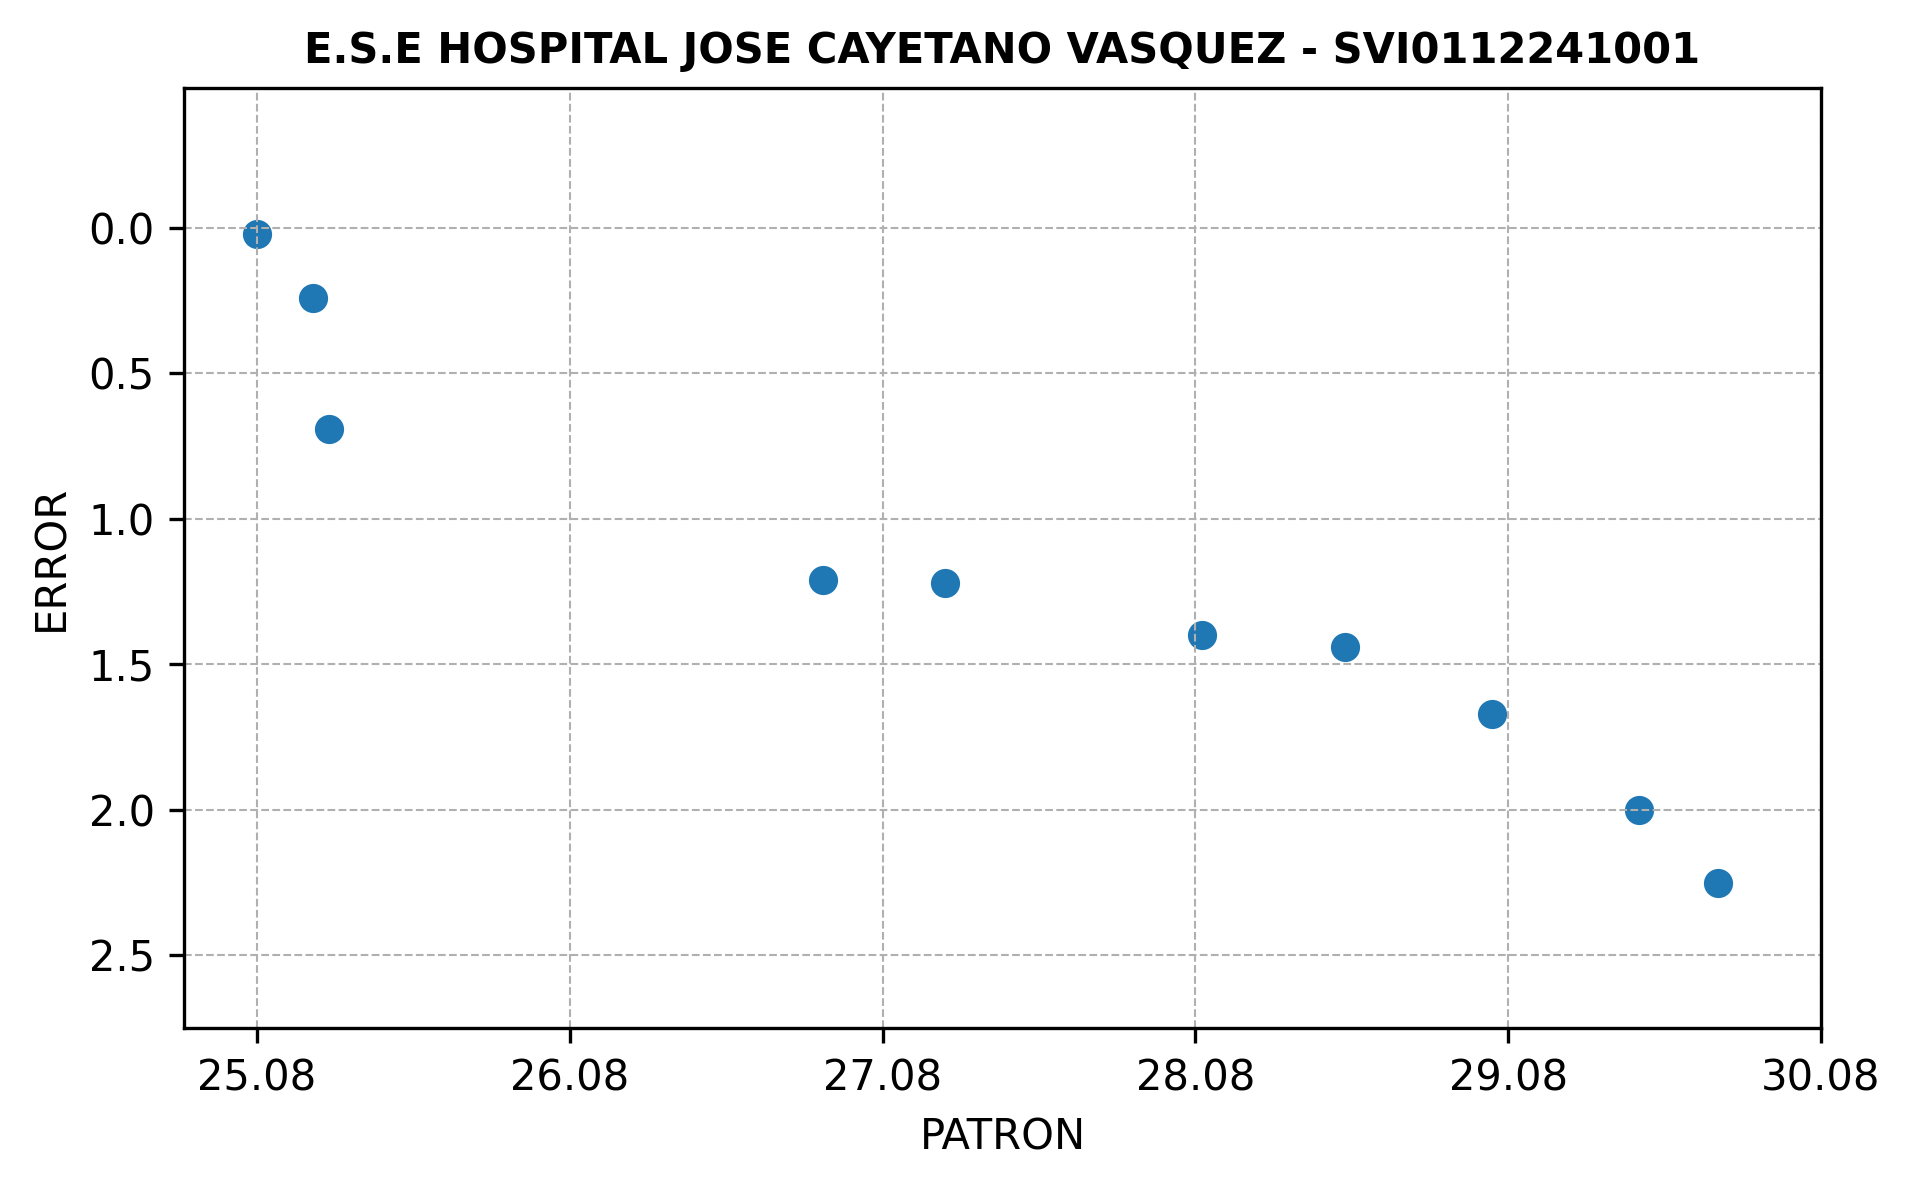 E.S.E HOSPITAL JOSE CAYETANO VASQUEZ - SVI0112241001
0.0
0.5
1.0
1.5
2.0
2.5
ERROR
25.08 26.08 27.08 28.08 29.08 30.08
PATRON